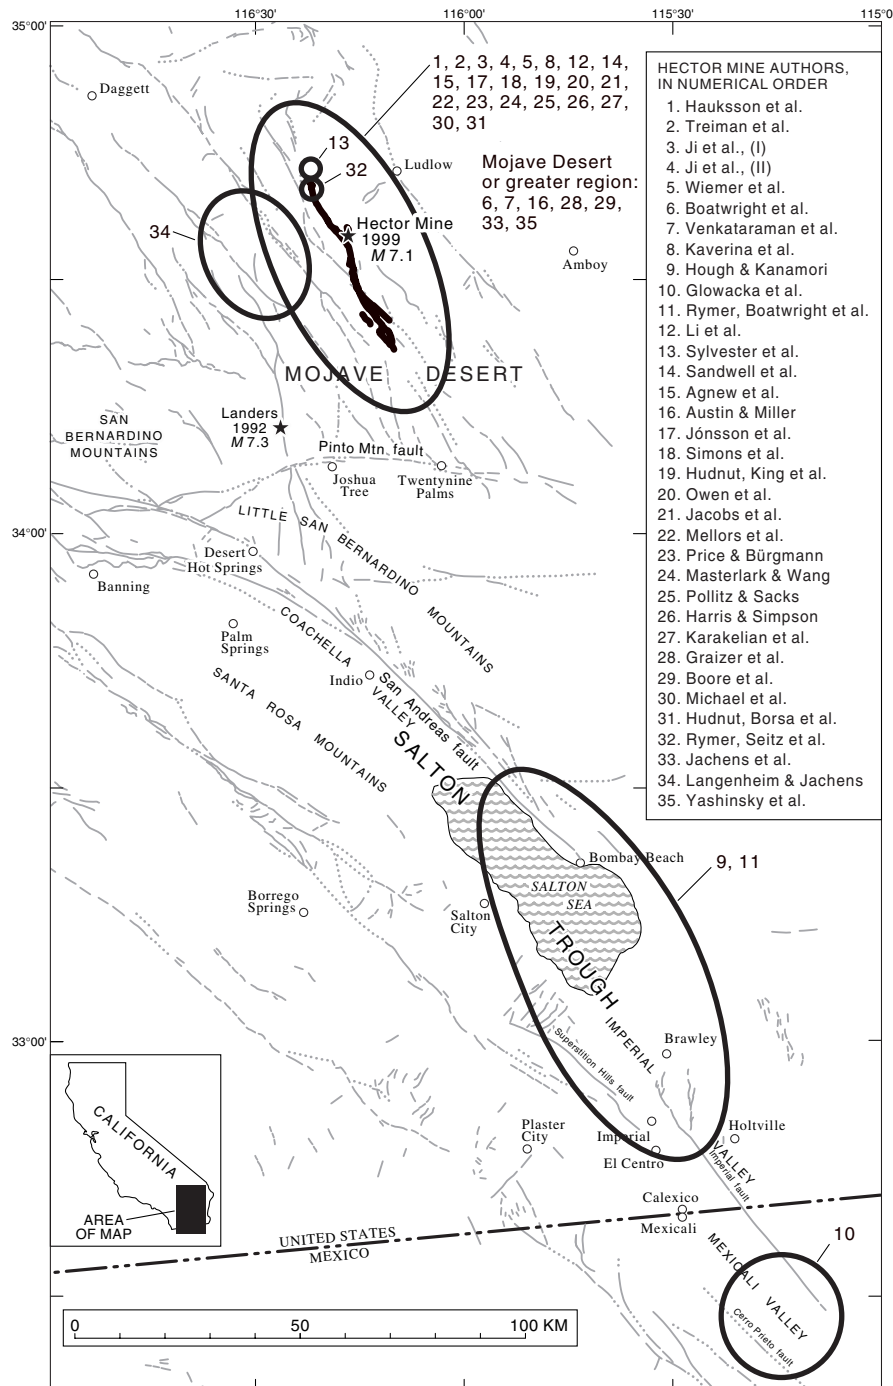 116°30'
116°00'
115°30'
115°0
35°00'
1, 2, 3, 4, 5, 8, 12, 14,
15, 17, 18, 19, 20, 21,
22, 23, 24, 25, 26, 27,
30, 31
HECTOR MINE AUTHORS,
IN NUMERICAL ORDER
1. Hauksson et al.
2. Treiman et al.
3. Ji et al., (I)
4. Ji et al., (II)
5. Wiemer et al.
6. Boatwright et al.
7. Venkataraman et al.
8. Kaverina et al.
9. Hough & Kanamori
10. Glowacka et al.
11. Rymer, Boatwright et al.
12. Li et al.
13. Sylvester et al.
14. Sandwell et al.
15. Agnew et al.
16. Austin & Miller
17. Jónsson et al.
18. Simons et al.
19. Hudnut, King et al.
20. Owen et al.
21. Jacobs et al.
22. Mellors et al.
23. Price & Bürgmann
24. Masterlark & Wang
25. Pollitz & Sacks
26. Harris & Simpson
27. Karakelian et al.
28. Graizer et al.
29. Boore et al.
30. Michael et al.
31. Hudnut, Borsa et al.
32. Rymer, Seitz et al.
33. Jachens et al.
34. Langenheim & Jachens
35. Yashinsky et al.
Daggett
13
32
Ludlow
Mojave Desert
or greater region:
6, 7, 16, 28, 29,
33, 35
34
Hector Mine
1999
M 7.1
Amboy
MOJAVE DESERT
Landers
1992
M 7.3
SAN
BERNARDINO
MOUNTAINS
Pinto Mtn. fault
Joshua
Tree
Twentynine
Palms
34°00'
LITTLE SAN BERNARDINO MOUNTAINS
Desert
Hot Springs
Banning
Palm
Springs
COACHELLA
VALLEY
Indio
San Andreas fault
SANTA ROSA MOUNTAINS
SALTON
TROUGH
Bombay Beach
9, 11
SALTON
SEA
Borrego
Springs
Salton
City
33°00'
IMPERIAL
VALLEY
Brawley
Superstition Hills fault
Plaster
City
Imperial
El Centro
Holtville
Imperial fault
CALIFORNIA
AREA
OF MAP
Calexico
Mexicali
UNITED STATES
MEXICO
MEXICALI VALLEY
10
Cerro Prieto fault
0
50
100 KM